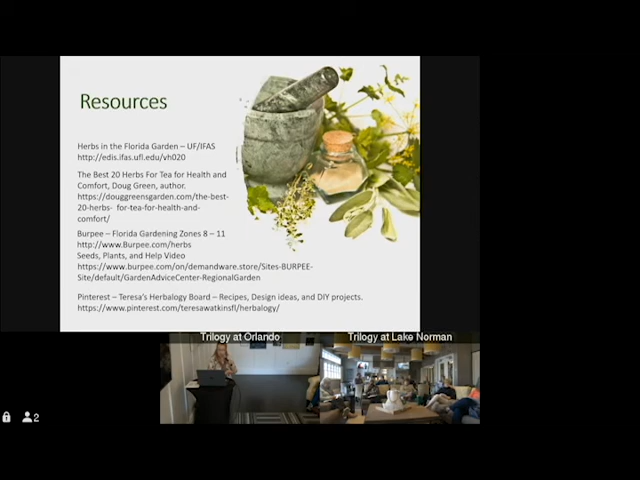 Resources
Herbs in the Florida Garden – UF/IFAS
http://edis.ifas.ufl.edu/vh020
The Best 20 Herbs For Tea for Health and
Comfort, Doug Green, author.
https://douggreensgarden.com/the-best-
20-herbs- for-tea-for-health-and-
comfort/
Burpee – Florida Gardening Zones 8 – 11
http://www.Burpee.com/herbs
Seeds, Plants, and Help Video
https://www.burpee.com/on/demandware.store/Sites-BURPEE-
Site/default/GardenAdviceCenter-RegionalGarden
Pinterest – Teresa's Herbalogy Board – Recipes, Design ideas, and DIY projects.
https://www.pinterest.com/teresawatkinsfl/herbalogy/
Trilogy at Orlando
Trilogy at Lake Norman
2